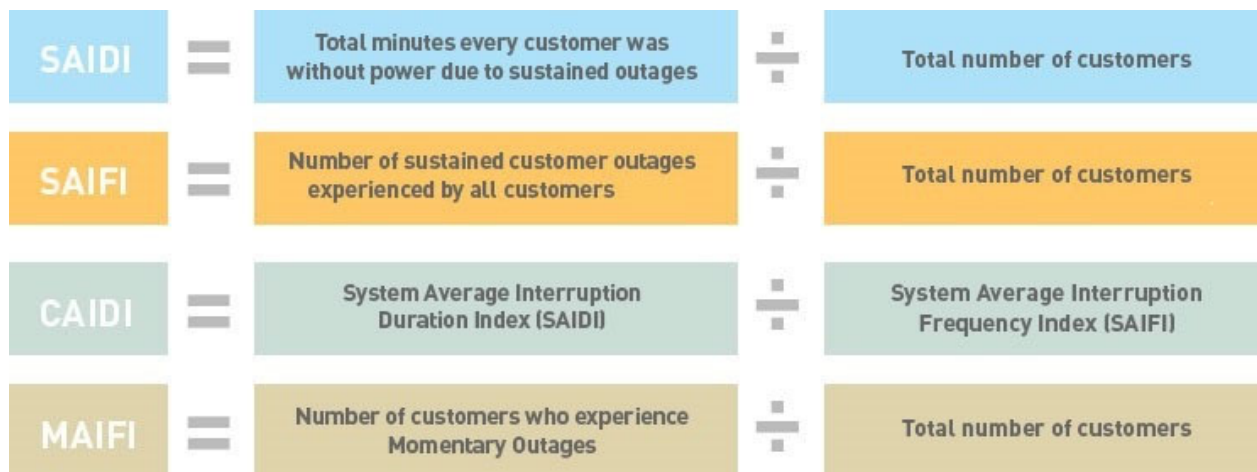 SAIDI = Total minutes every customer was ÷ Total number of customers
without power due to sustained outages
SAIFI = Number of sustained customer outages ÷ Total number of customers
experienced by all customers
CAIDI = System Average Interruption ÷ System Average Interruption
Duration Index (SAIDI) Frequency Index (SAIFI)
MAIFI = Number of customers who experience ÷ Total number of customers
Momentary Outages